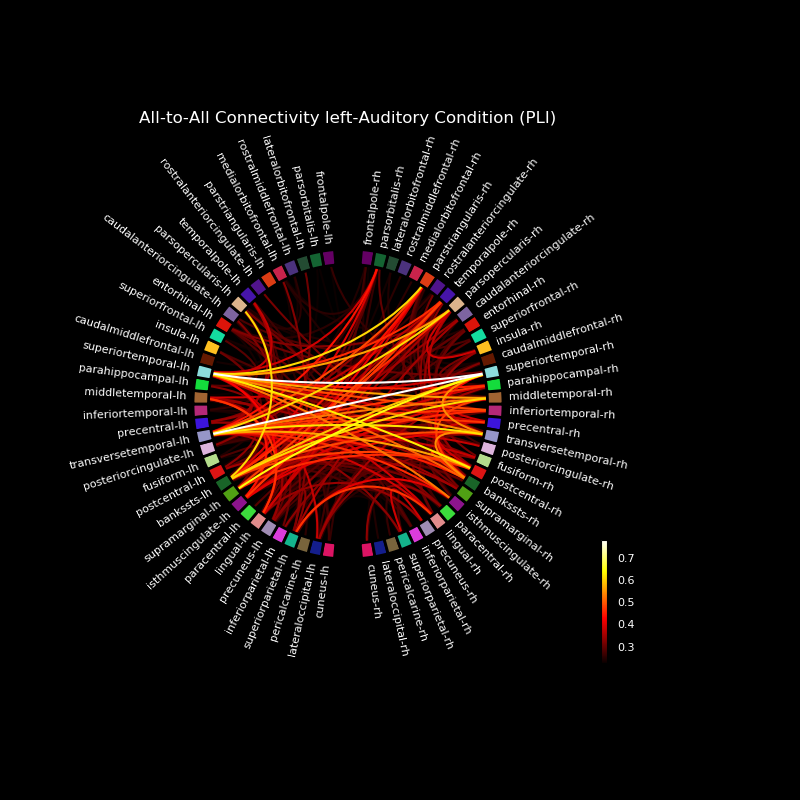 All-to-All Connectivity left-Auditory Condition (PLI)
frontalpole-lh
parsorbitalis-lh
lateralorbitofrontal-lh
rostralmiddlefrontal-lh
medialorbitofrontal-lh
parstriangularis-lh
rostralanteriorcingulate-lh
temporalpole-lh
parsopercularis-lh
caudalanteriorcingulate-lh
entorhinal-lh
superiorfrontal-lh
insula-lh
caudalmiddlefrontal-lh
superiortemporal-lh
parahippocampal-lh
middletemporal-lh
inferiortemporal-lh
precentral-lh
transversetemporal-lh
posteriorcingulate-lh
fusiform-lh
postcentral-lh
bankssts-lh
supramarginal-lh
isthmuscingulate-lh
paracentral-lh
lingual-lh
precuneus-lh
inferiorparietal-lh
superiorparietal-lh
pericalcarine-lh
lateraloccipital-lh
cuneus-lh
frontalpole-rh
parsorbitalis-rh
lateralorbitofrontal-rh
rostralmiddlefrontal-rh
medialorbitofrontal-rh
parstriangularis-rh
rostralanteriorcingulate-rh
temporalpole-rh
parsopercularis-rh
caudalanteriorcingulate-rh
entorhinal-rh
superiorfrontal-rh
insula-rh
caudalmiddlefrontal-rh
superiortemporal-rh
parahippocampal-rh
middletemporal-rh
inferiortemporal-rh
precentral-rh
transversetemporal-rh
posteriorcingulate-rh
fusiform-rh
postcentral-rh
bankssts-rh
supramarginal-rh
isthmuscingulate-rh
paracentral-rh
lingual-rh
precuneus-rh
inferiorparietal-rh
superiorparietal-rh
pericalcarine-rh
lateraloccipital-rh
cuneus-rh
0.7
0.6
0.5
0.4
0.3